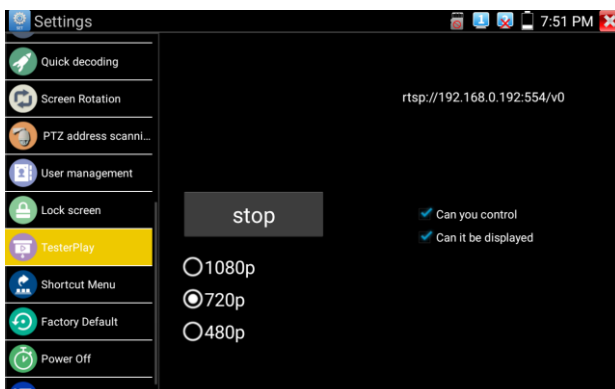 Settings
7:51 PM
Quick decoding
Screen Rotation
PTZ address scanni...
User management
Lock screen
TesterPlay
Shortcut Menu
Factory Default
Power Off
rtsp://192.168.0.192:554/v0
stop
Can you control
Can it be displayed
1080p
720p
480p